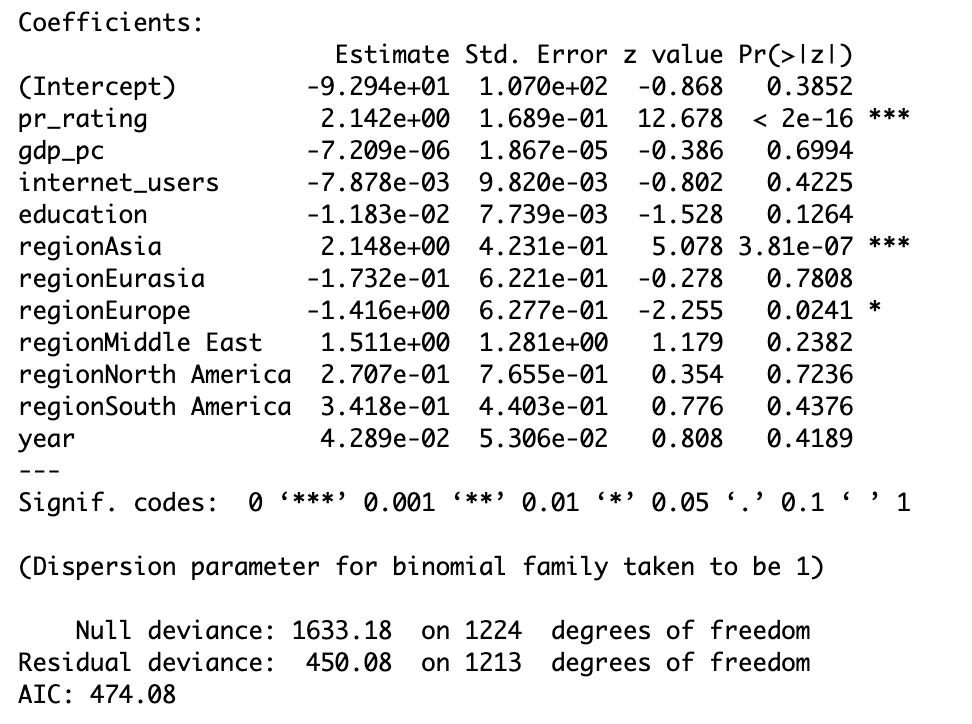 Coefficients:
Estimate Std. Error z value Pr(>|z|)
(Intercept) -9.294e+01 1.070e+02 -0.868 0.3852
pr_rating 2.142e+00 1.689e-01 12.678 < 2e-16 ***
gdp_pc -7.209e-06 1.867e-05 -0.386 0.6994
internet_users -7.878e-03 9.820e-03 -0.802 0.4225
education -1.183e-02 7.739e-03 -1.528 0.1264
regionAsia 2.148e+00 4.231e-01 5.078 3.81e-07 ***
regionEurasia -1.732e-01 6.221e-01 -0.278 0.7808
regionEurope -1.416e+00 6.277e-01 -2.255 0.0241 *
regionMiddle East 1.511e+00 1.281e+00 1.179 0.2382
regionNorth America 2.707e-01 7.655e-01 0.354 0.7236
regionSouth America 3.418e-01 4.403e-01 0.776 0.4376
year 4.289e-02 5.306e-02 0.808 0.4189
---
Signif. codes: 0 ‘***’ 0.001 ‘**’ 0.01 ‘*’ 0.05 ‘.’ 0.1 ‘ ’ 1
(Dispersion parameter for binomial family taken to be 1)
Null deviance: 1633.18 on 1224 degrees of freedom
Residual deviance: 450.08 on 1213 degrees of freedom
AIC: 474.08